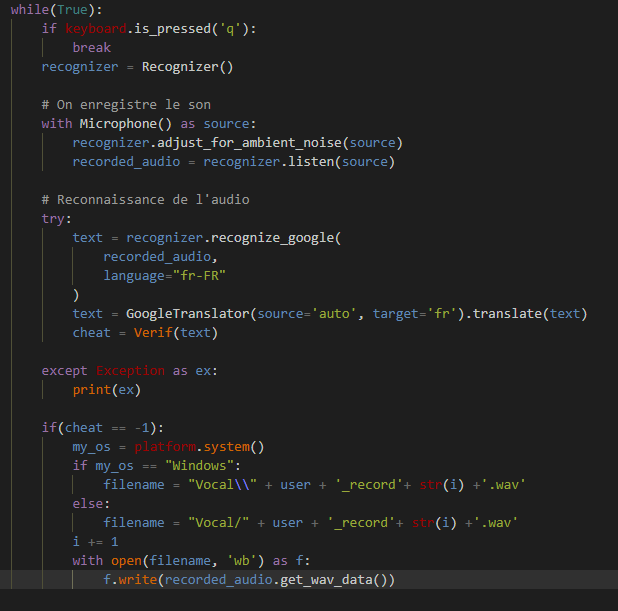 while(True):
    if keyboard.is_pressed('q'):
        break
    recognizer = Recognizer()

    # On enregistre le son
    with Microphone() as source:
        recognizer.adjust_for_ambient_noise(source)
        recorded_audio = recognizer.listen(source)

    # Reconnaissance de l'audio
    try:
        text = recognizer.recognize_google(
            recorded_audio,
            language="fr-FR"
        )
        text = GoogleTranslator(source='auto', target='fr').translate(text)
        cheat = Verif(text)

    except Exception as ex:
        print(ex)

    if(cheat == -1):
        my_os = platform.system()
        if my_os == "Windows":
            filename = "Vocal\\" + user + '_record'+ str(i) +'.wav'
        else:
            filename = "Vocal/" + user + '_record'+ str(i) +'.wav'
        i += 1
        with open(filename, 'wb') as f:
            f.write(recorded_audio.get_wav_data())